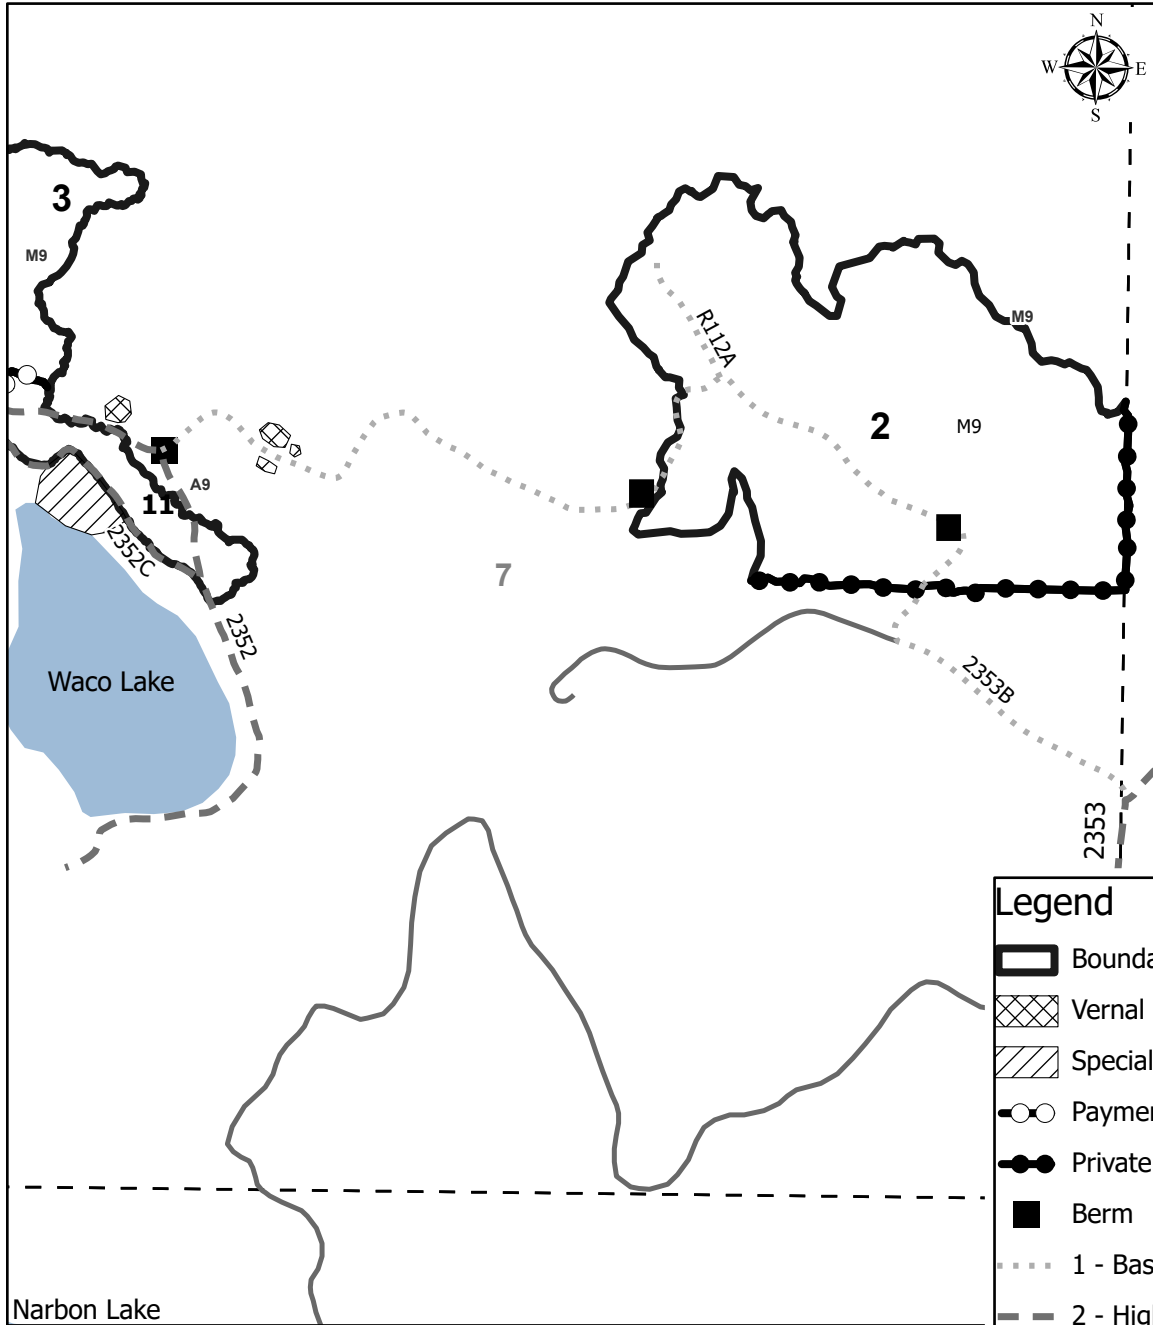 N
W E
S
3
M9
R112A
M9
2
M9
A9
11
2352C
7
2352
Waco Lake
2353B
2353
Legend
Bounda
Vernal
Special
Paymer
Private
Berm
1 - Bas
2 - High
Narbon Lake